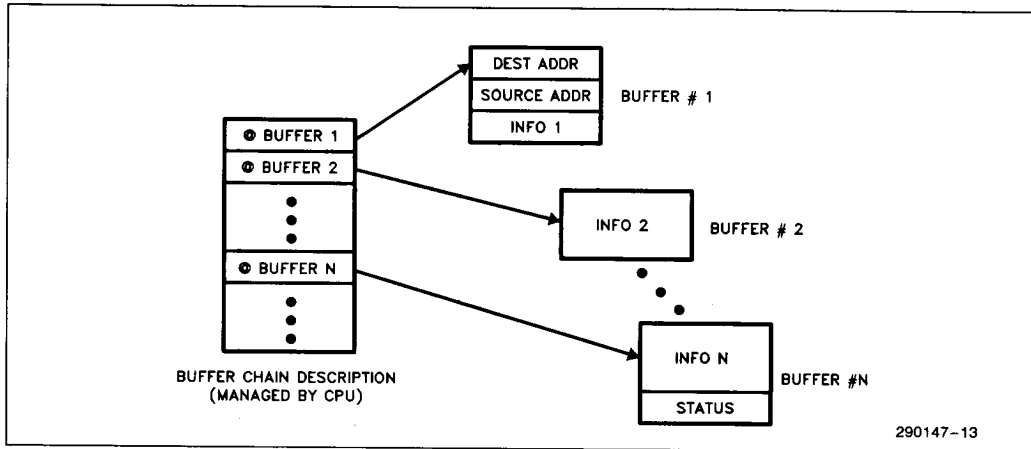 DEST ADDR
SOURCE ADDR
INFO 1
BUFFER # 1
@ BUFFER 1
@ BUFFER 2
INFO 2
BUFFER # 2
@ BUFFER N
INFO N
STATUS
BUFFER #N
BUFFER CHAIN DESCRIPTION
(MANAGED BY CPU)
290147–13